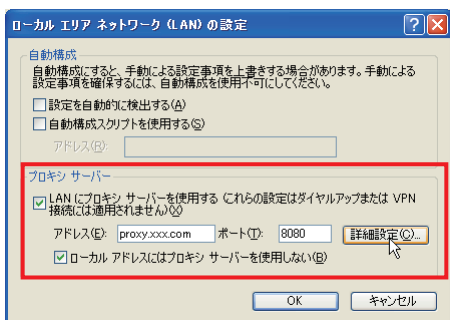 ローカル エリア ネットワーク (LAN) の設定
自動構成
自動構成にすると、手動による設定事項を上書きする場合があります。手動による
設定事項を確保するには、自動構成を使用不可にしてください。
設定を自動的に検出する(A)
自動構成スクリプトを使用する(S)
アドレス(R):
プロキシ サーバー
LAN にプロキシ サーバーを使用する (これらの設定はダイヤルアップまたは VPN
接続には適用されません)(X)
アドレス(E): proxy.xxx.com ポート(T): 8080 詳細設定(C)...
ローカル アドレスにはプロキシ サーバーを使用しない(B)
OK キャンセル